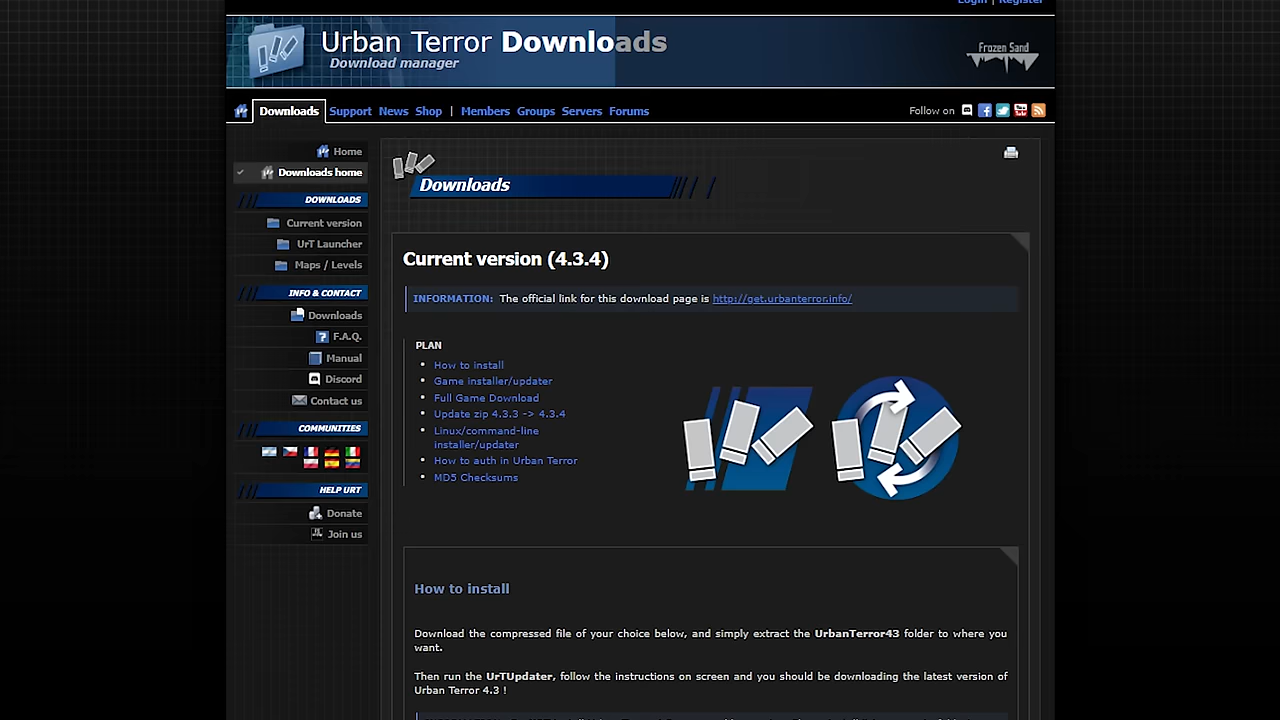 Login | Register
Urban Terror Downloads
Download manager
Frozen Sand
Downloads Support News Shop | Members Groups Servers Forums
Follow on
Home
Downloads home
DOWNLOADS
Current version
UrT Launcher
Maps / Levels
INFO & CONTACT
Downloads
F.A.Q.
Manual
Discord
Contact us
COMMUNITIES
HELP URT
Donate
Join us
Downloads
Current version (4.3.4)
INFORMATION: The official link for this download page is http://get.urbanterror.info/
PLAN
How to install
Game installer/updater
Full Game Download
Update zip 4.3.3 -> 4.3.4
Linux/command-line
installer/updater
How to auth in Urban Terror
MD5 Checksums
How to install
Download the compressed file of your choice below, and simply extract the UrbanTerror43 folder to where you
want.
Then run the UrTUpdater, follow the instructions on screen and you should be downloading the latest version of
Urban Terror 4.3 !